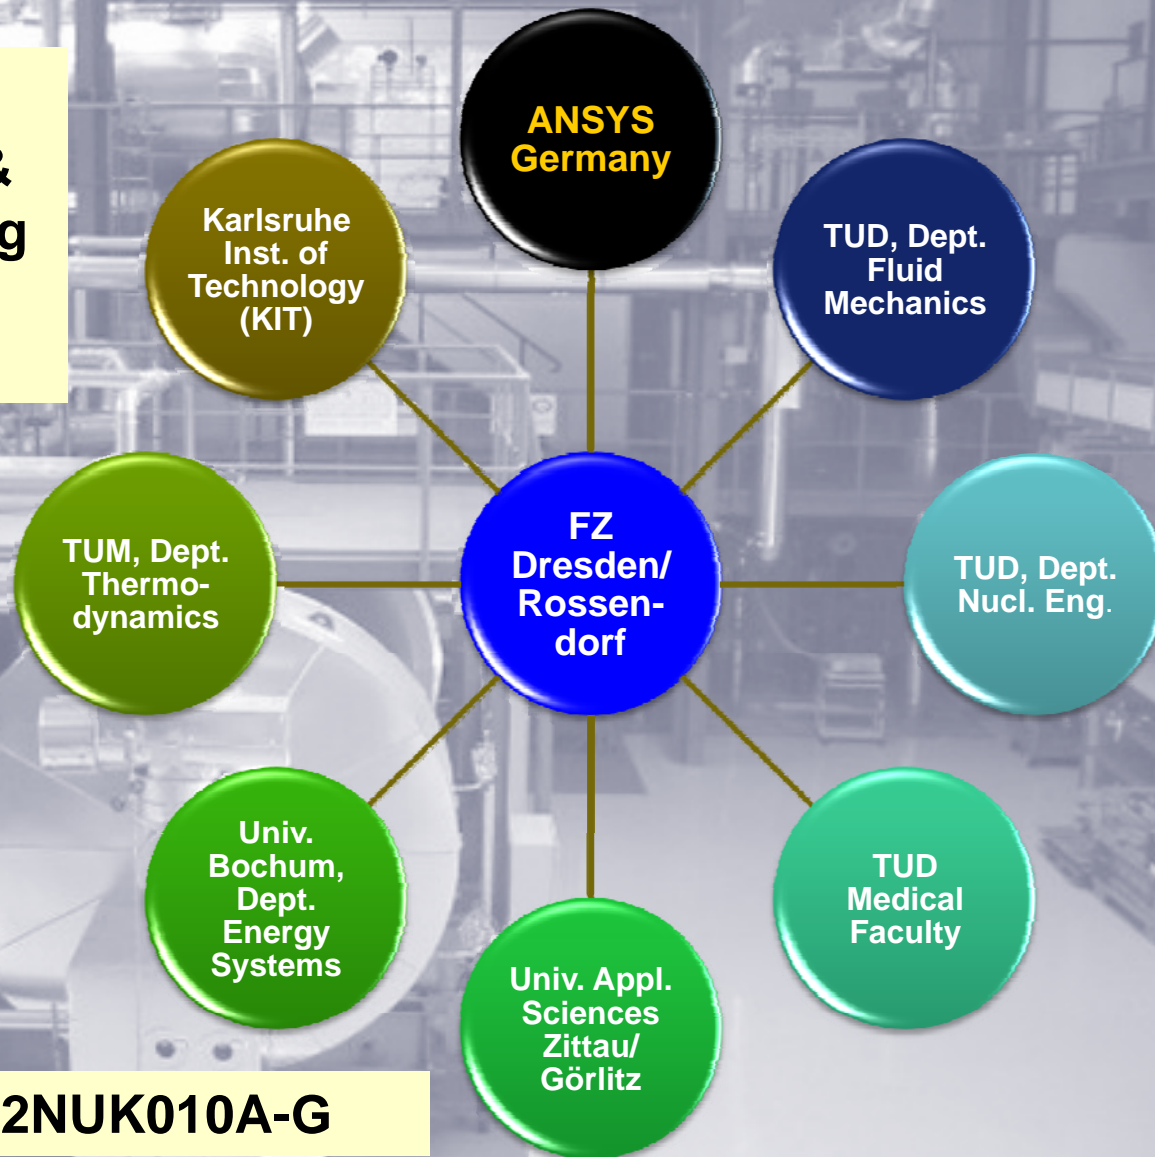 &
g
ANSYS
Germany
Karlsruhe
Inst. of
Technology
(KIT)
TUD, Dept.
Fluid
Mechanics
TUM, Dept.
Thermo-
dynamics
FZ
Dresden/
Rossen-
dorf
TUD, Dept.
Nucl. Eng.
Univ.
Bochum,
Dept.
Energy
Systems
TUD
Medical
Faculty
Univ. Appl.
Sciences
Zittau/
Görlitz
2NUK010A-G